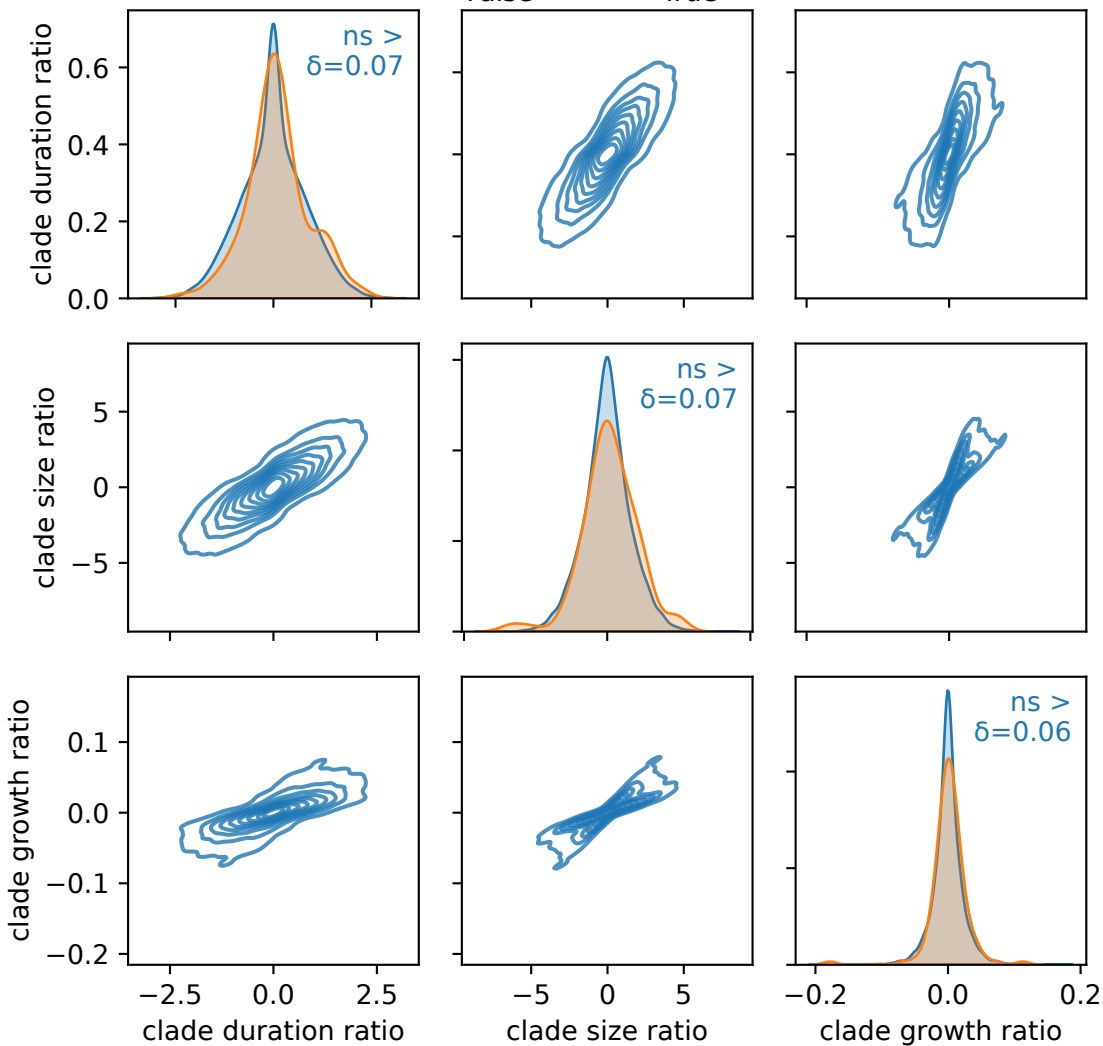 clade duration ratio
0.6
0.4
0.2
0.0
ns >
δ=0.07
clade size ratio
5
0
−5
ns >
δ=0.07
clade growth ratio
0.1
0.0
−0.1
−0.2
ns >
δ=0.06
−2.5 0.0 2.5
clade duration ratio
−5 0 5
clade size ratio
−0.2 0.0 0.2
clade growth ratio